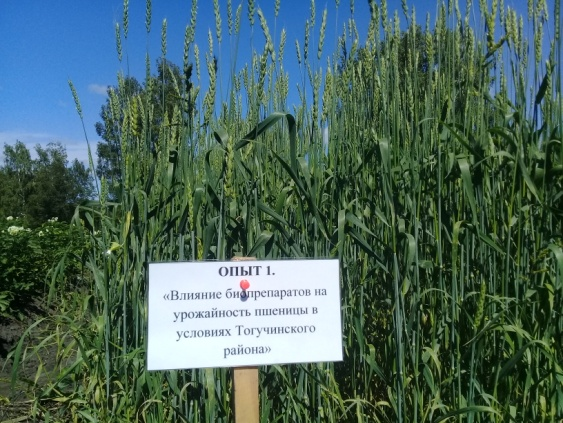 ОПЫТ 1.
«Влияние биопрепаратов на
урожайность пшеницы в
условиях Тогучинского
района»